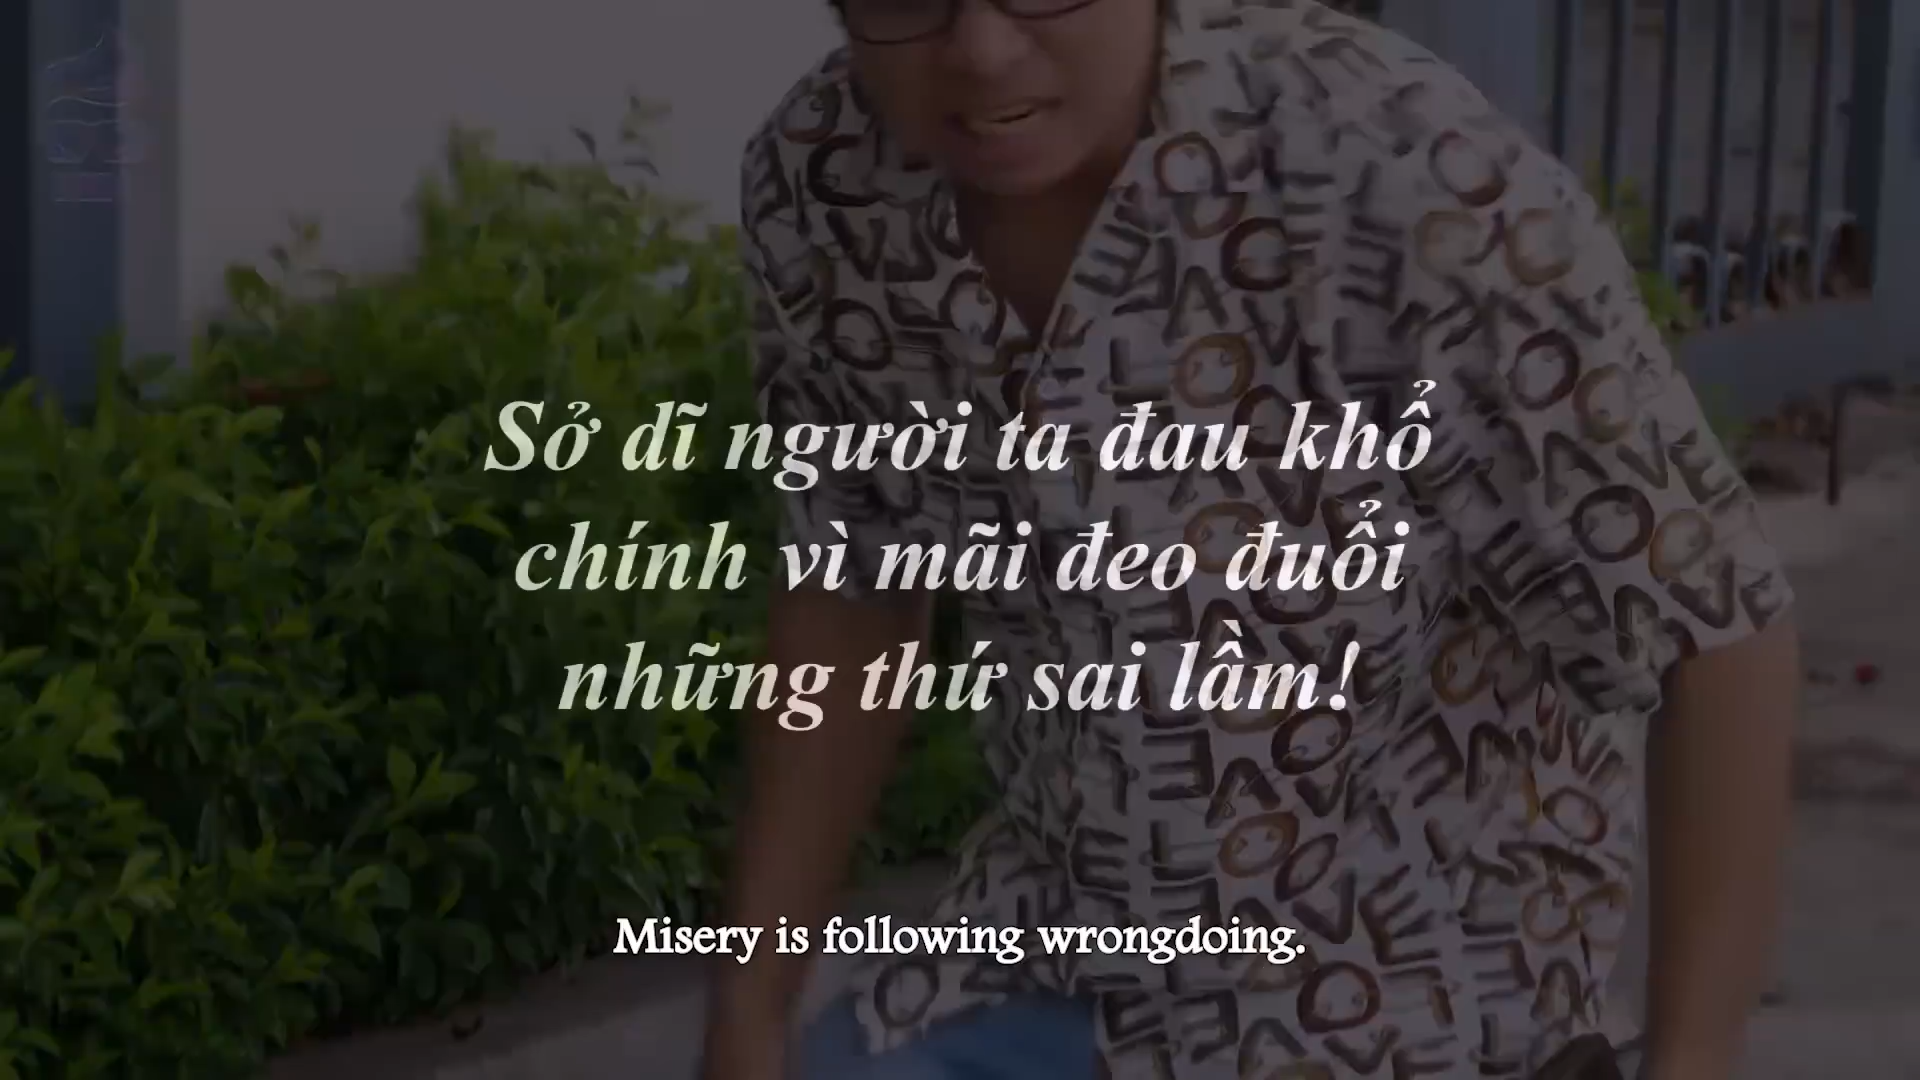 Sở dĩ người ta đau khổ
chính vì mãi đeo đuổi
những thứ sai lầm!
Misery is following wrongdoing.